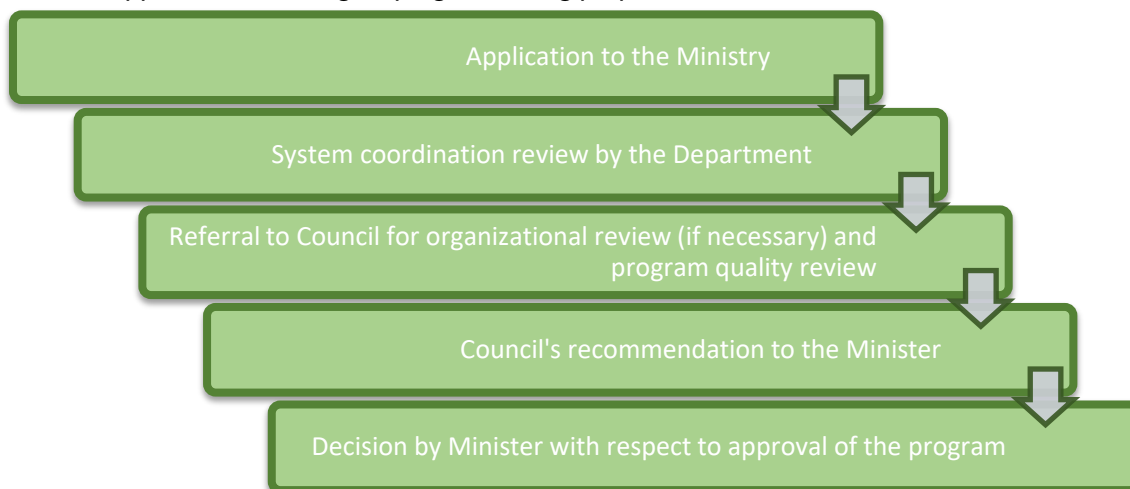 Application to the Ministry
System coordination review by the Department
Referral to Council for organizational review (if necessary) and
program quality review
Council's recommendation to the Minister
Decision by Minister with respect to approval of the program